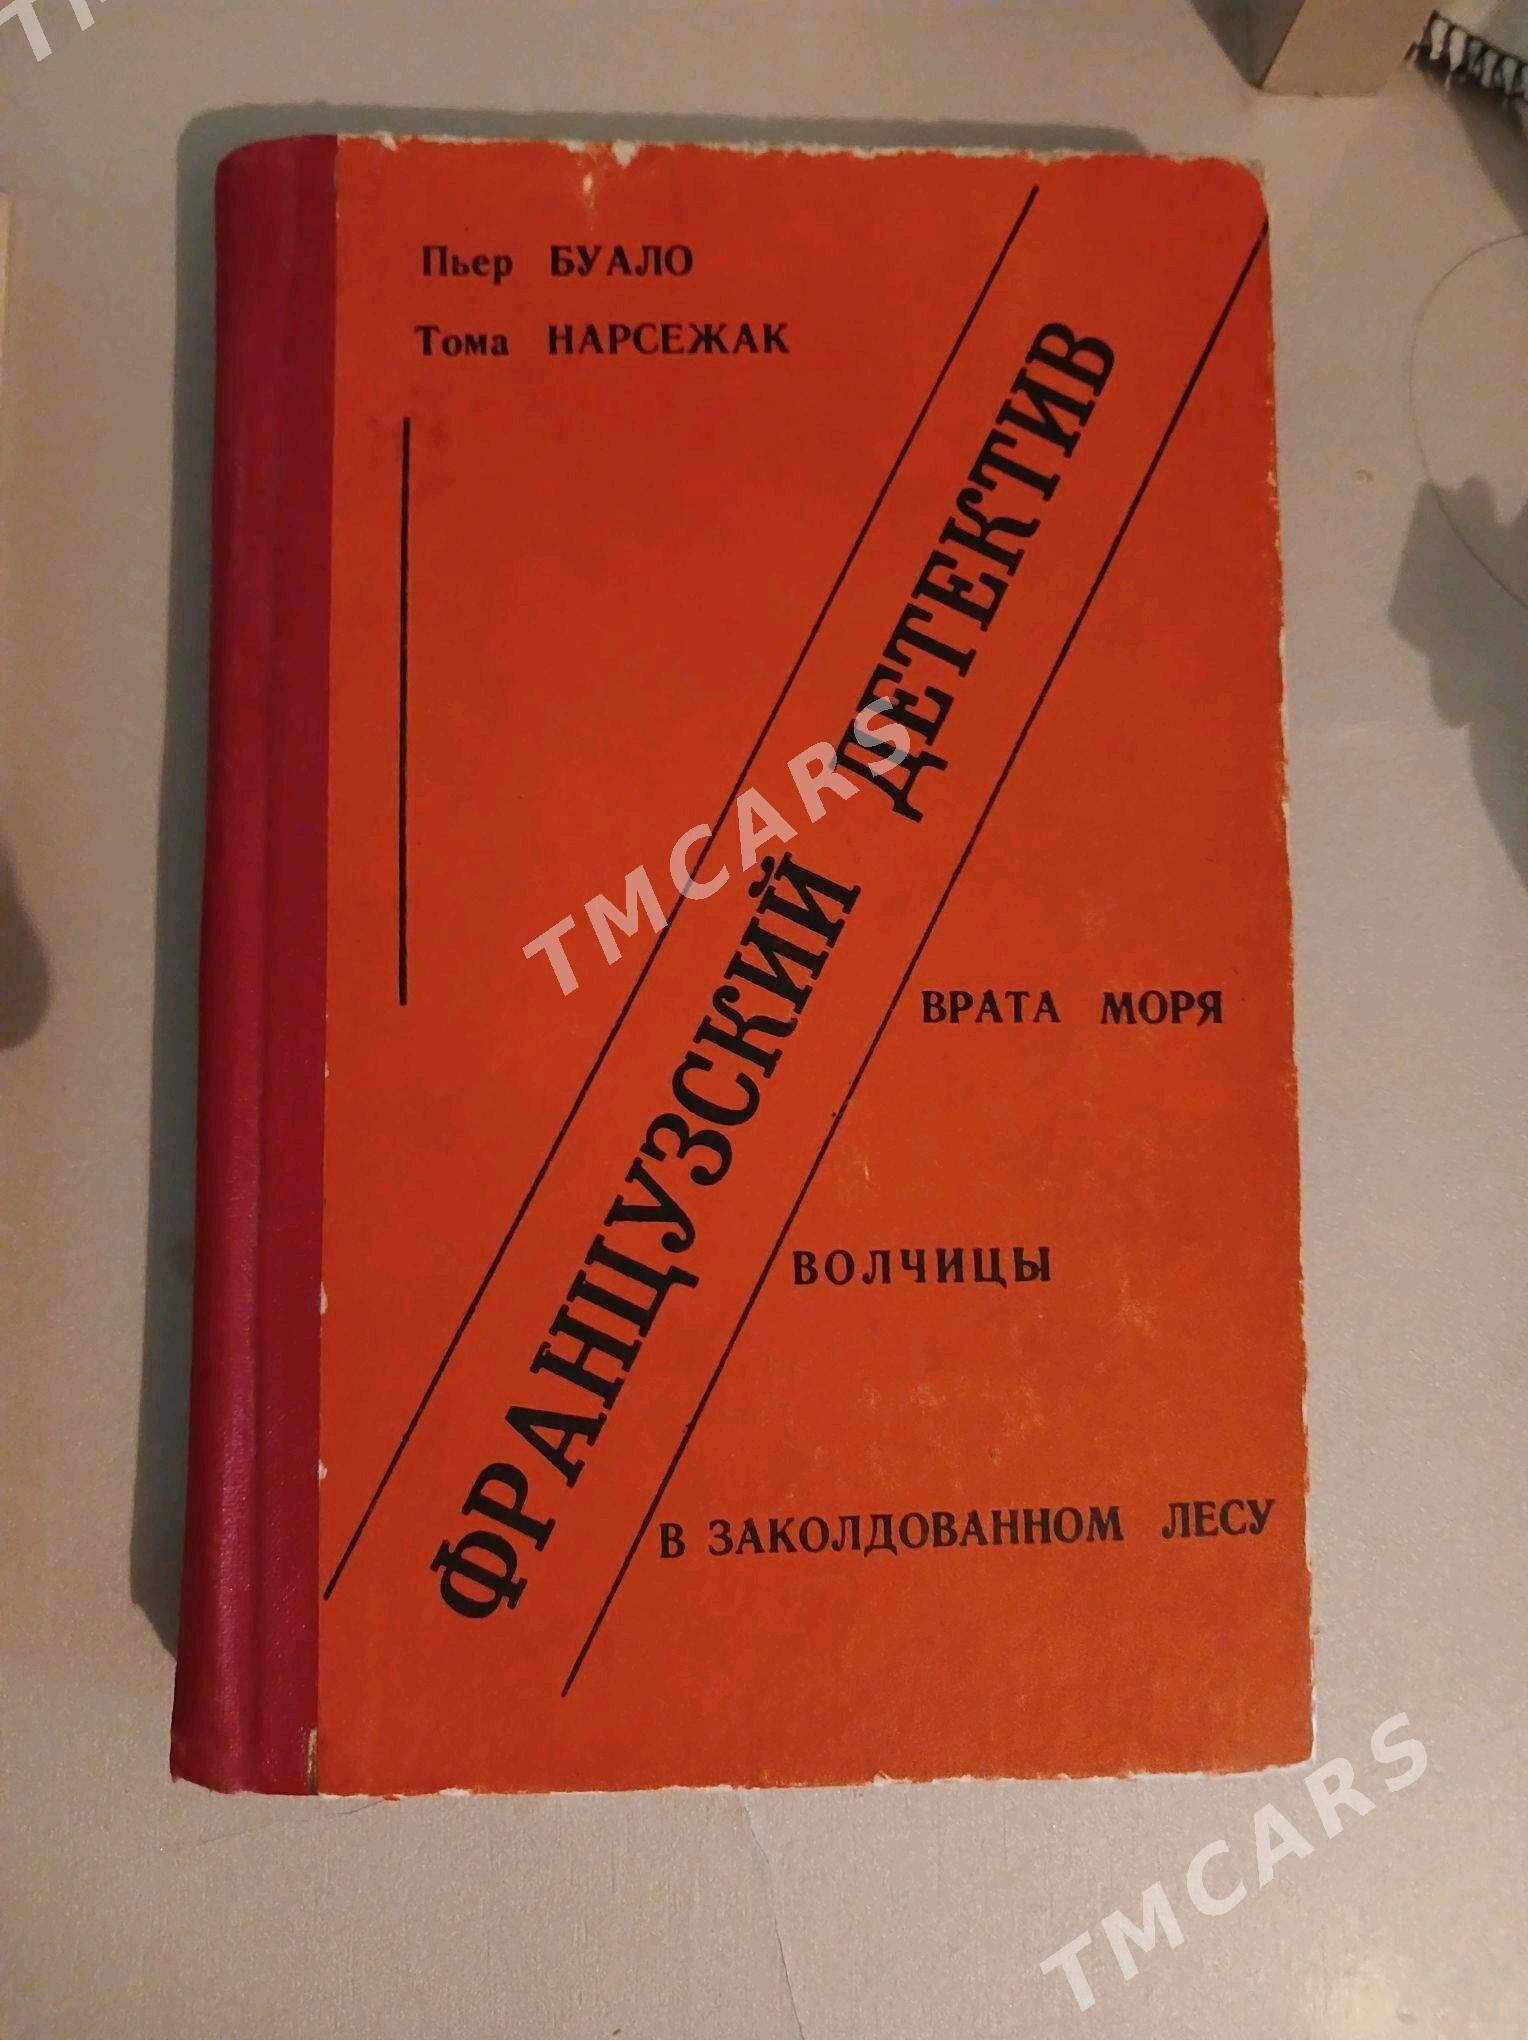 Пьер БУАЛО
Тома НАРСЕЖАК
ФРАНЦУЗСКИЙ ДЕТЕКТИВ
ВРАТА МОРЯ
ВОЛЧИЦЫ
В ЗАКОЛДОВАННОМ ЛЕСУ
TMCARS
TMCARS